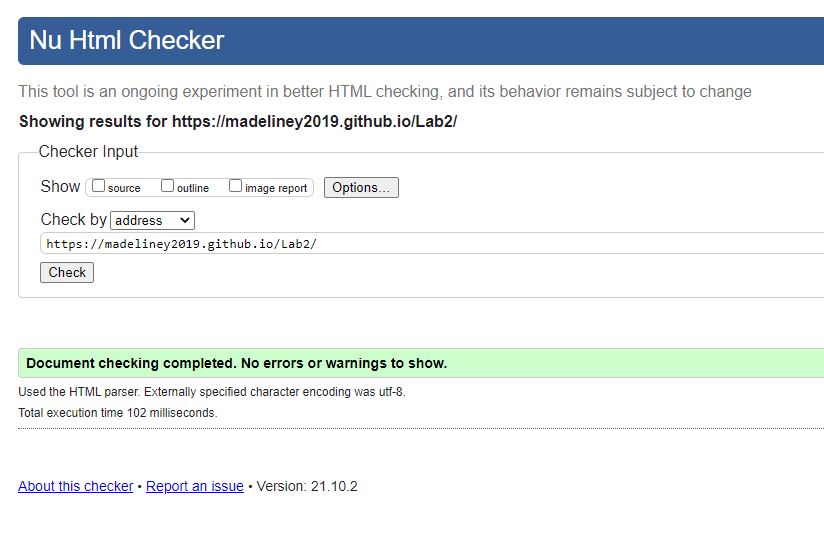 Nu Html Checker
This tool is an ongoing experiment in better HTML checking, and its behavior remains subject to change
Showing results for https://madeliney2019.github.io/Lab2/
Checker Input
Show source outline image report Options...
Check by address
https://madeliney2019.github.io/Lab2/
Check
Document checking completed. No errors or warnings to show.
Used the HTML parser. Externally specified character encoding was utf-8.
Total execution time 102 milliseconds.
About this checker • Report an issue • Version: 21.10.2